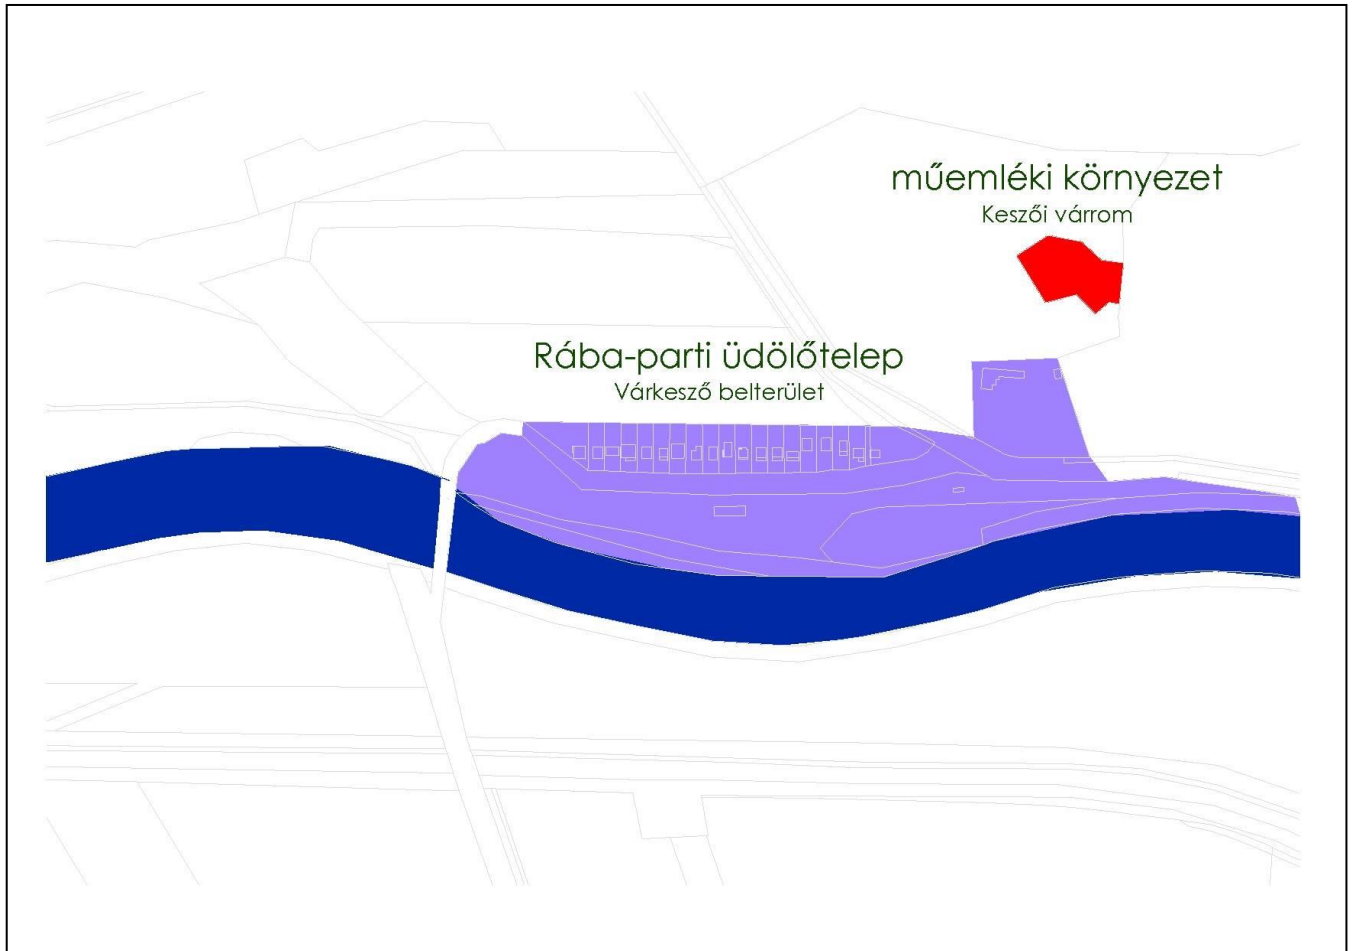 műemléki környezet
Keszői várrom
Rába-parti üdölőtelep
Várkesző belterület